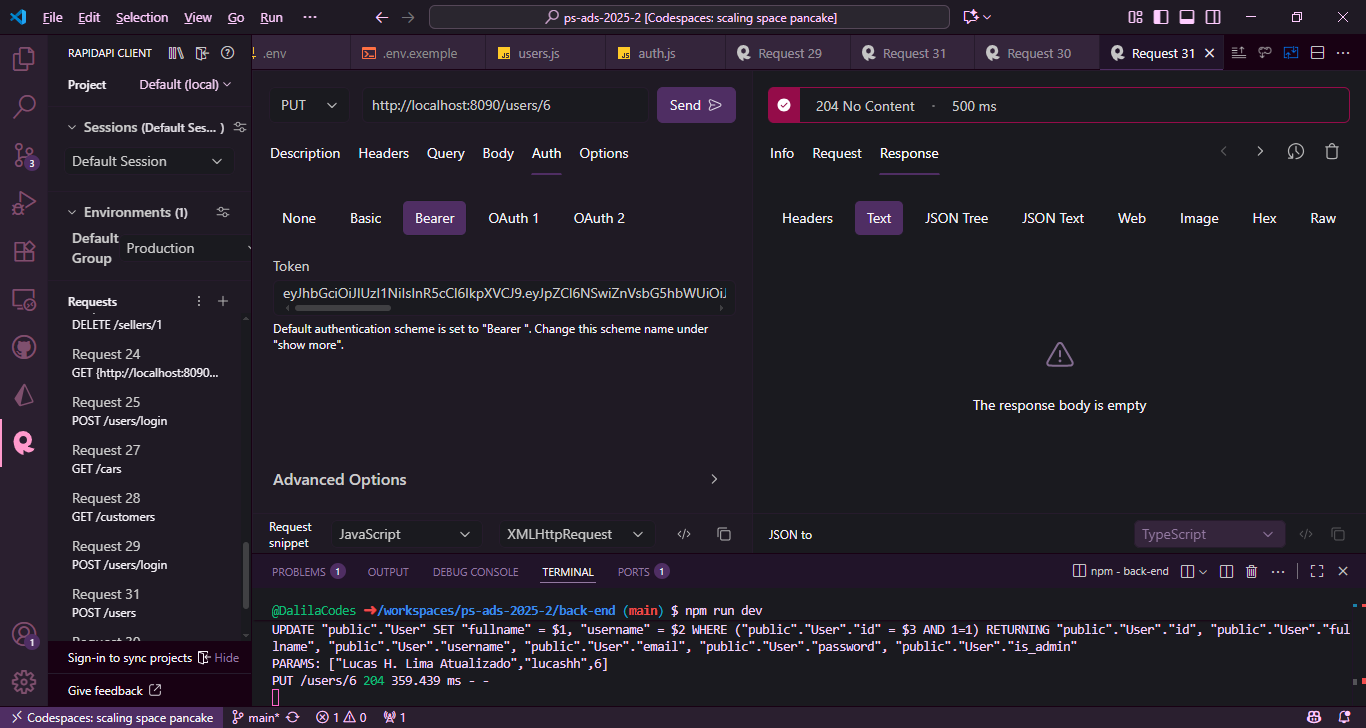 File Edit Selection View Go Run ··· ps-ads-2025-2 [Codespaces: scaling space pancake]
RAPIDAPI CLIENT
.env .env.exemple users.js auth.js Request 29 Request 31 Request 30 Request 31
Project Default (local)
Sessions (Default Ses... )
Default Session
Environments (1)
Default Group Production
Requests
DELETE /sellers/1
Request 24
GET {http://localhost:8090...
Request 25
POST /users/login
Request 27
GET /cars
Request 28
GET /customers
Request 29
POST /users/login
Request 31
POST /users
Request 30
Sign-in to sync projects Hide
Give feedback
PUT http://localhost:8090/users/6 Send
Description Headers Query Body Auth Options
None Basic Bearer OAuth 1 OAuth 2
Token
Default authentication scheme is set to "Bearer ". Change this scheme name under
"show more".
Advanced Options
Request snippet JavaScript XMLHttpRequest
204 No Content · 500 ms
Info Request Response
Headers Text JSON Tree JSON Text Web Image Hex Raw
The response body is empty
JSON to TypeScript
PROBLEMS 1 OUTPUT DEBUG CONSOLE TERMINAL PORTS 1 npm - back-end
@DalilaCodes ➜/workspaces/ps-ads-2025-2/back-end (main) $ npm run dev
UPDATE "public"."User" SET "fullname" = $1, "username" = $2 WHERE ("public"."User"."id" = $3 AND 1=1) RETURNING "public"."User"."id", "public"."User"."ful
lname", "public"."User"."username", "public"."User"."email", "public"."User"."password", "public"."User"."is_admin"
PARAMS: ["Lucas H. Lima Atualizado","lucashh",6]
PUT /users/6 204 359.439 ms - -
3
1
Codespaces: scaling space pancake main* 1 0 1